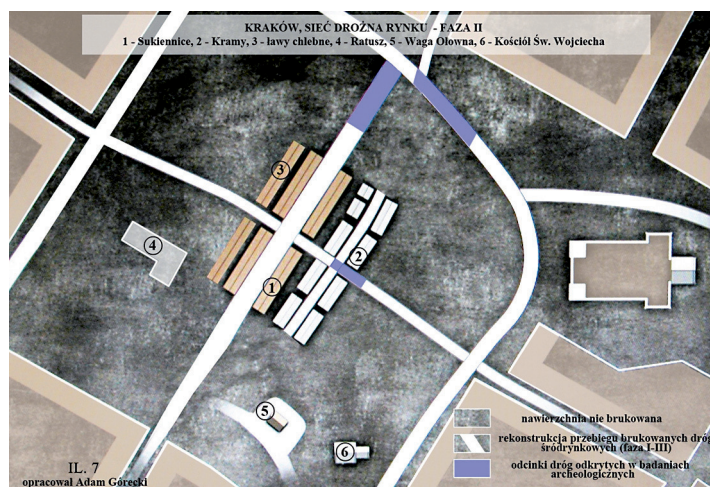 KRAKÓW, SIEĆ DROŻNA RYNKU - FAZA II
1 - Sukiennice, 2 - Kramy, 3 - ławy chlebne, 4 - Ratusz, 5 - Waga Ołowna, 6 - Kościół Św. Wojciecha
3
4
2
1
5
6
nawierzchnia nie brukowana
rekonstrukcja przebiegu brukowanych dróg
śródrynkowych (faza I-III)
odcinki dróg odkrytych w badaniach
archeologicznych
IL. 7
opracował Adam Górecki